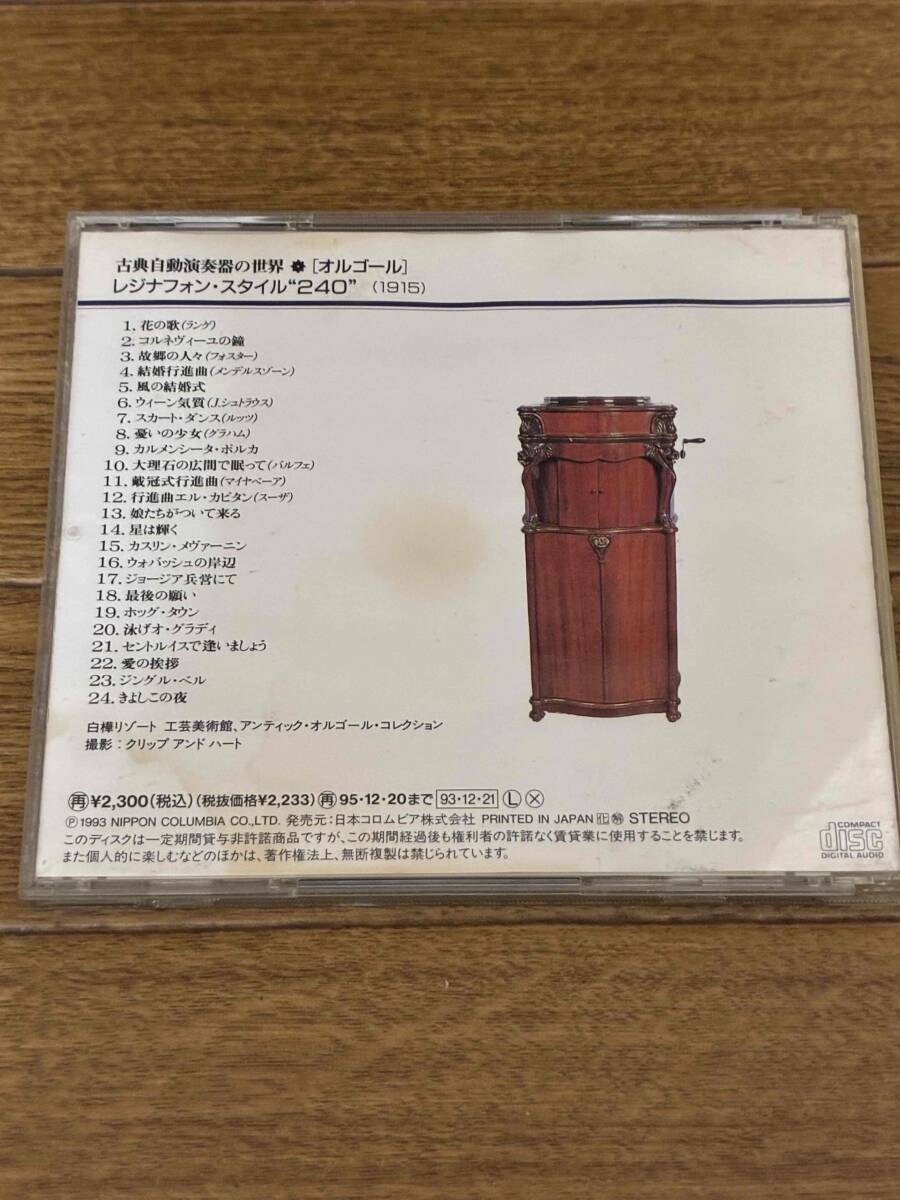 古典自動演奏器の世界 [オルゴール]
レジナフォン・スタイル“240” (1915)
1. 花の歌(ランゲ)
2. コルネヴィーユの鐘
3. 故郷の人々(フォスター)
4. 結婚行進曲(メンデルスゾーン)
5. 風の結婚式
6. ウィーン気質(J.シュトラウス)
7. スカート・ダンス(ルッツ)
8. 憂いの少女(グラハム)
9. カルメンシータ・ポルカ
10. 大理石の広間で眠って(バルフェ)
11. 戴冠式行進曲(マイヤベーア)
12. 行進曲エル・カピタン(スーザ)
13. 娘たちがついて来る
14. 星は輝く
15. カスリン・メヴァーニン
16. ウォバッシュの岸辺
17. ジョージア兵営にて
18. 最後の願い
19. ホッグ・タウン
20. 泳げオ・グラディ
21. セントルイスで逢いましょう
22. 愛の挨拶
23. ジングル・ベル
24. きよしこの夜
白樺リゾート 工芸美術館、アンティック・オルゴール・コレクション
撮影:クリップ アンド ハート
再¥2,300(税込)(税抜価格¥2,233) 再95・12・20まで 93・12・21 L X
Ⓟ1993 NIPPON COLUMBIA CO.,LTD. 発売元:日本コロムビア株式会社 PRINTED IN JAPAN STEREO
このディスクは一定期間貸与非許諾商品ですが、この期間経過後も権利者の許諾なく賃貸業に使用することを禁じます。
また個人的に楽しむなどのほかは、著作権法上、無断複製は禁じられています。
COMPACT
disc
DIGITAL AUDIO